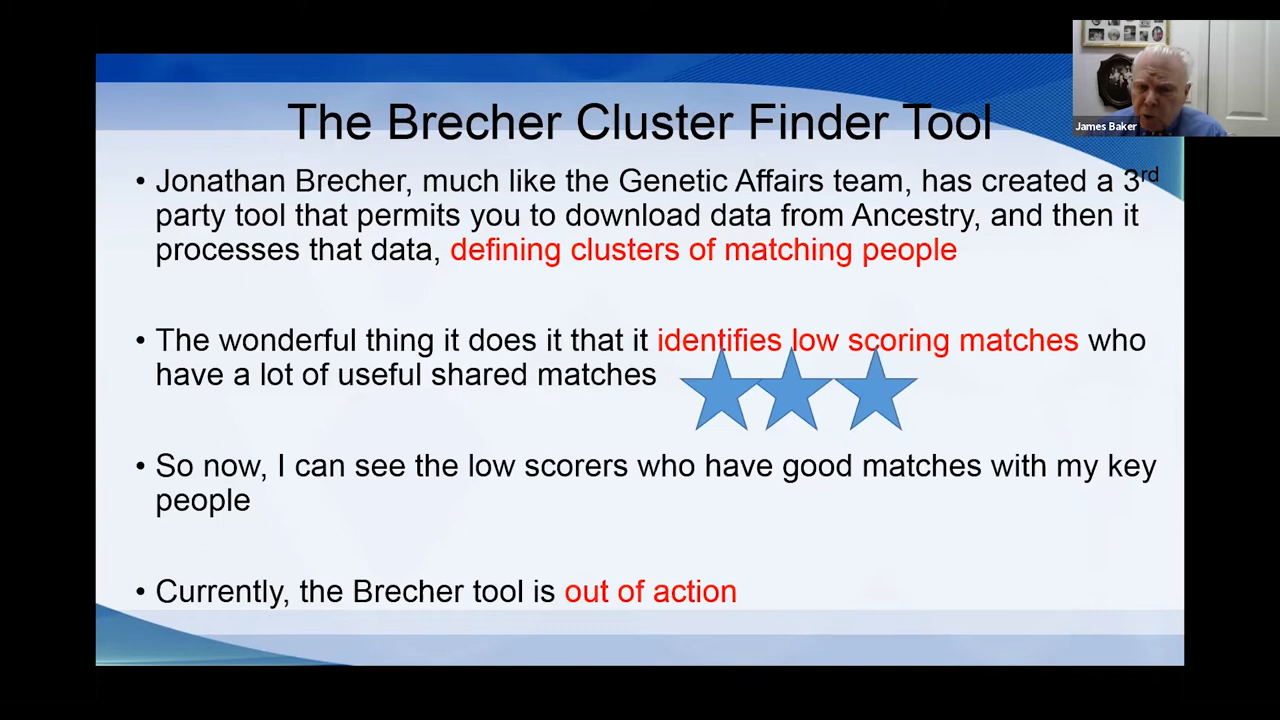 The Brecher Cluster Finder Tool
• Jonathan Brecher, much like the Genetic Affairs team, has created a 3rd
party tool that permits you to download data from Ancestry, and then it
processes that data, defining clusters of matching people
• The wonderful thing it does it that it identifies low scoring matches who
have a lot of useful shared matches
• So now, I can see the low scorers who have good matches with my key
people
• Currently, the Brecher tool is out of action
James Baker